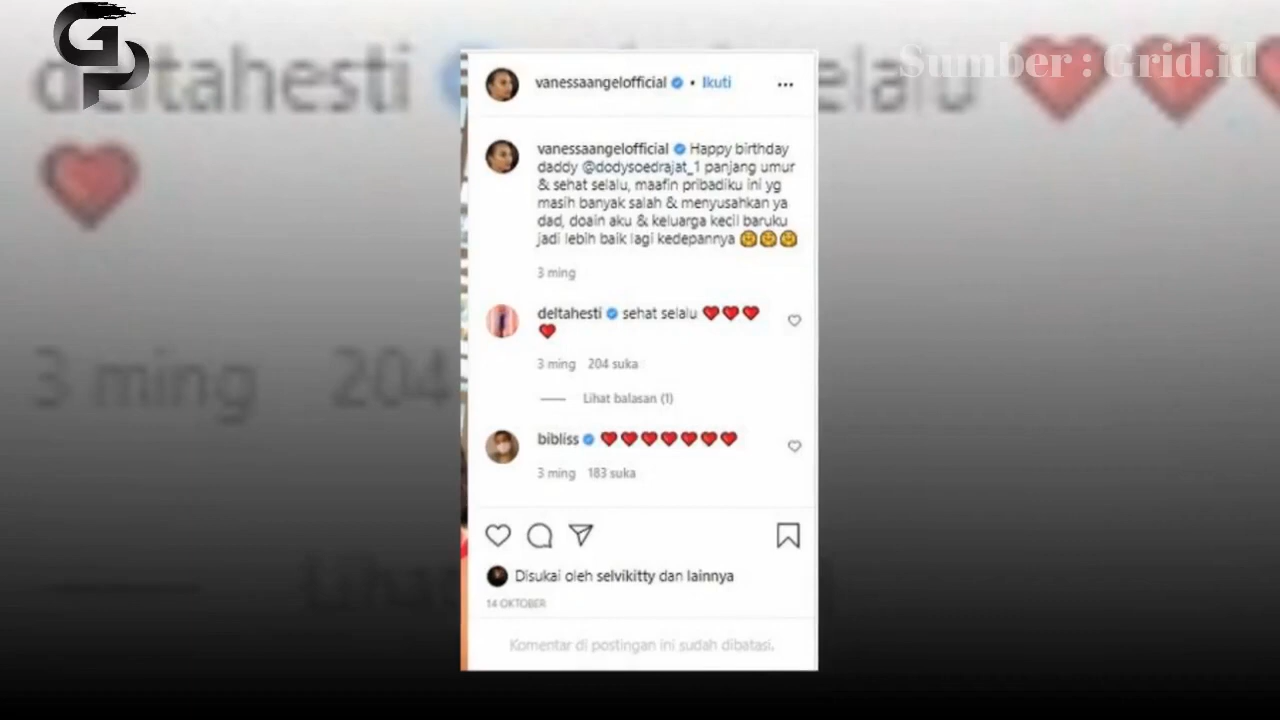 GP
Sumber : Grid.id
deltahesti
elalu
3 ming 204
Lihat
vanessaangelofficial • Ikuti
vanessaangelofficial Happy birthday
daddy @dodysoedrajat_1 panjang umur
& sehat selalu, maafin pribadiku ini yg
masih banyak salah & menyusahkan ya
dad, doain aku & keluarga kecil baruku
jadi lebih baik lagi kedepannya 😊😊😊
3 ming
deltahesti sehat selalu ❤️❤️❤️
❤️
3 ming 204 suka
Lihat balasan (1)
bibliss ❤️❤️❤️❤️❤️❤️❤️
3 ming 183 suka
Disukai oleh selvikitty dan lainnya
14 OKTOBER
Komentar di postingan ini sudah dibatasi.